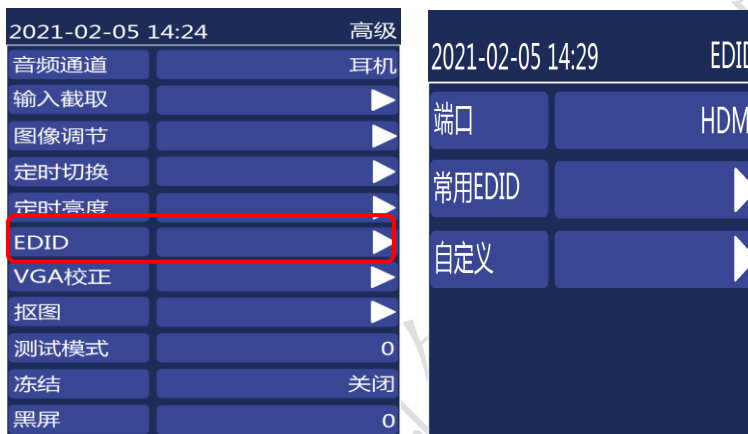 2021-02-05 14:24 高级
音频通道 耳机
输入截取
图像调节
定时切换
定时亮度
EDID
VGA校正
抠图
测试模式 0
冻结 关闭
黑屏 0
2021-02-05 14:29 EDID
端口 HDM
常用EDID
自定义